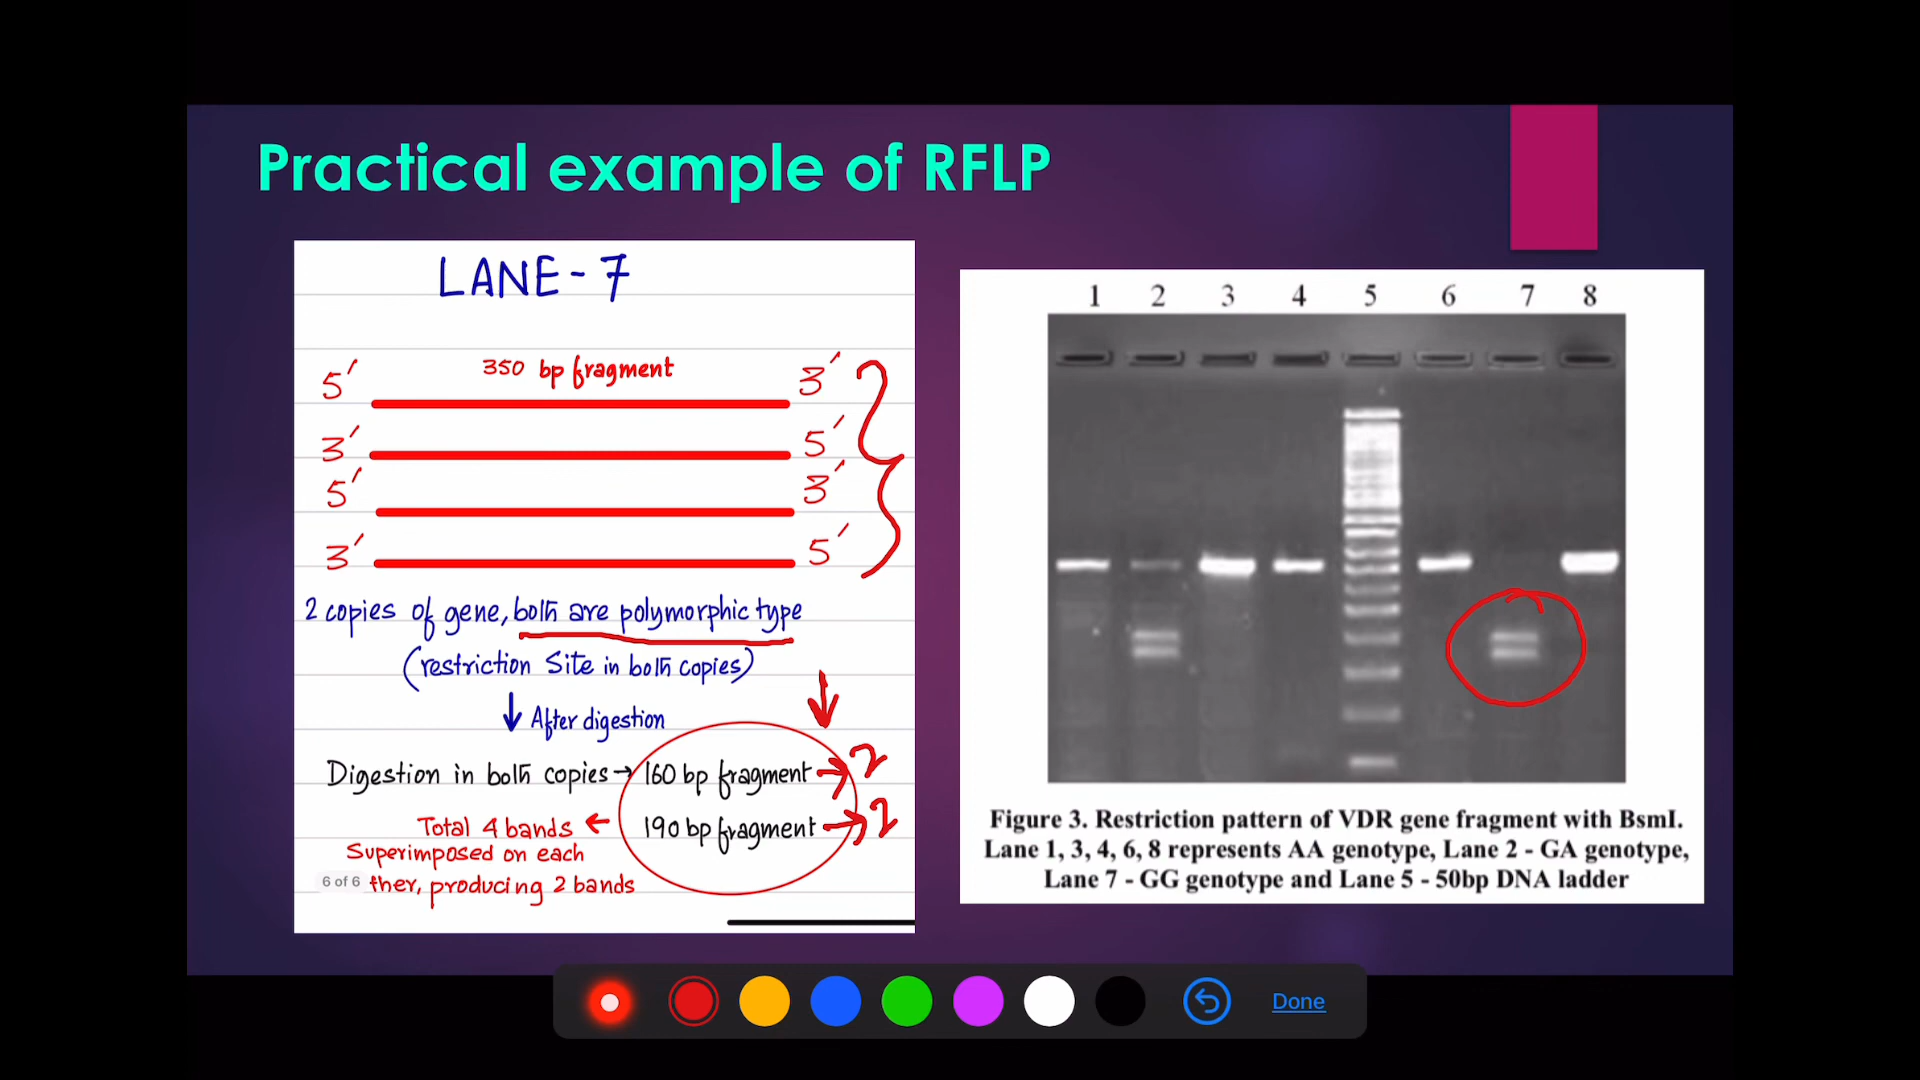 Practical example of RFLP
LANE-7
350 bp fragment
5′ 3′
3′ 5′
5′ 3′
3′ 5′
2 copies of gene, both are polymorphic type
(restriction Site in both copies)
↓ After digestion
Digestion in both copies → 160 bp fragment → 2
Total 4 bands ← 190 bp fragment → 2
Superimposed on each
ther, producing 2 bands
6 of 6
1 2 3 4 5 6 7 8
Figure 3. Restriction pattern of VDR gene fragment with BsmI.
Lane 1, 3, 4, 6, 8 represents AA genotype, Lane 2 - GA genotype,
Lane 7 - GG genotype and Lane 5 - 50bp DNA ladder
Done